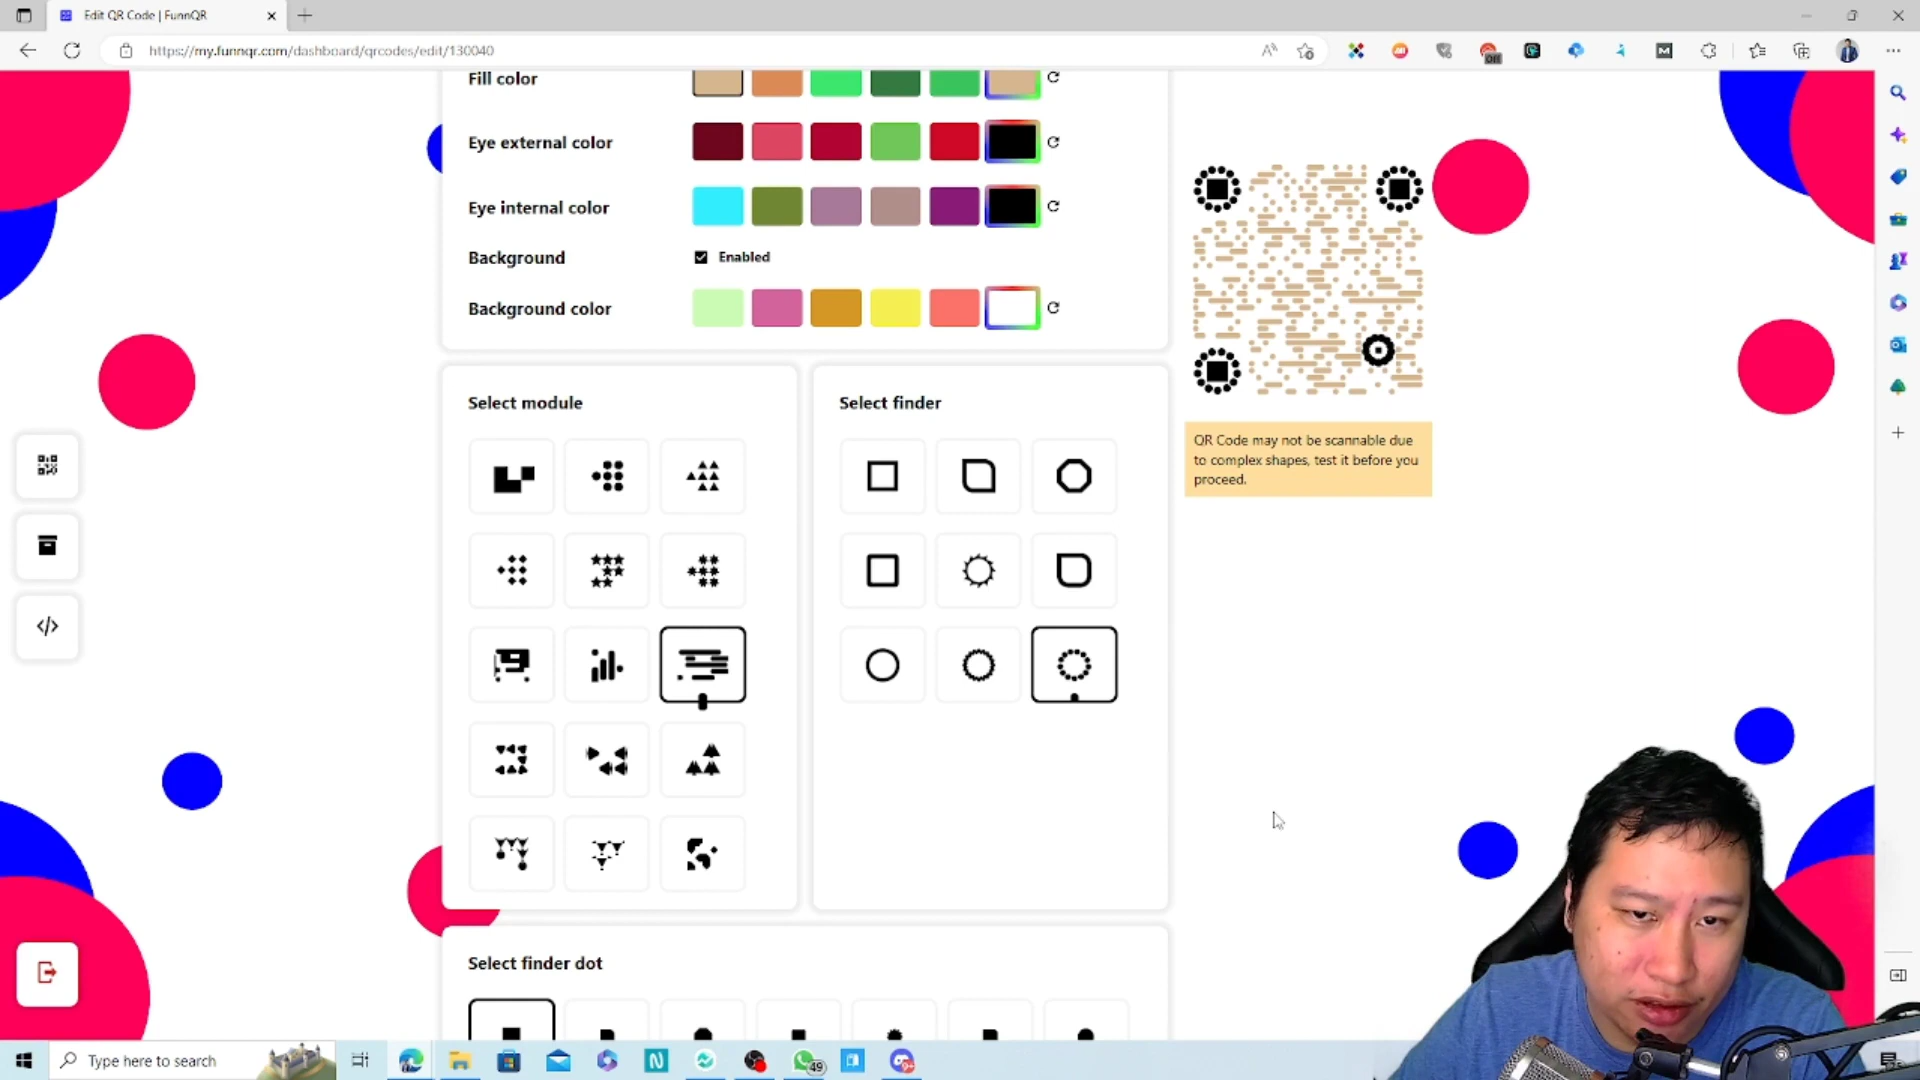 Edit QR Code | FunnQR
https://my.funnqr.com/dashboard/qrcodes/edit/130040
Fill color
Eye external color
Eye internal color
Background
Enabled
Background color
Select module
Select finder
QR Code may not be scannable due
to complex shapes, test it before you
proceed.
Select finder dot
Type here to search
49